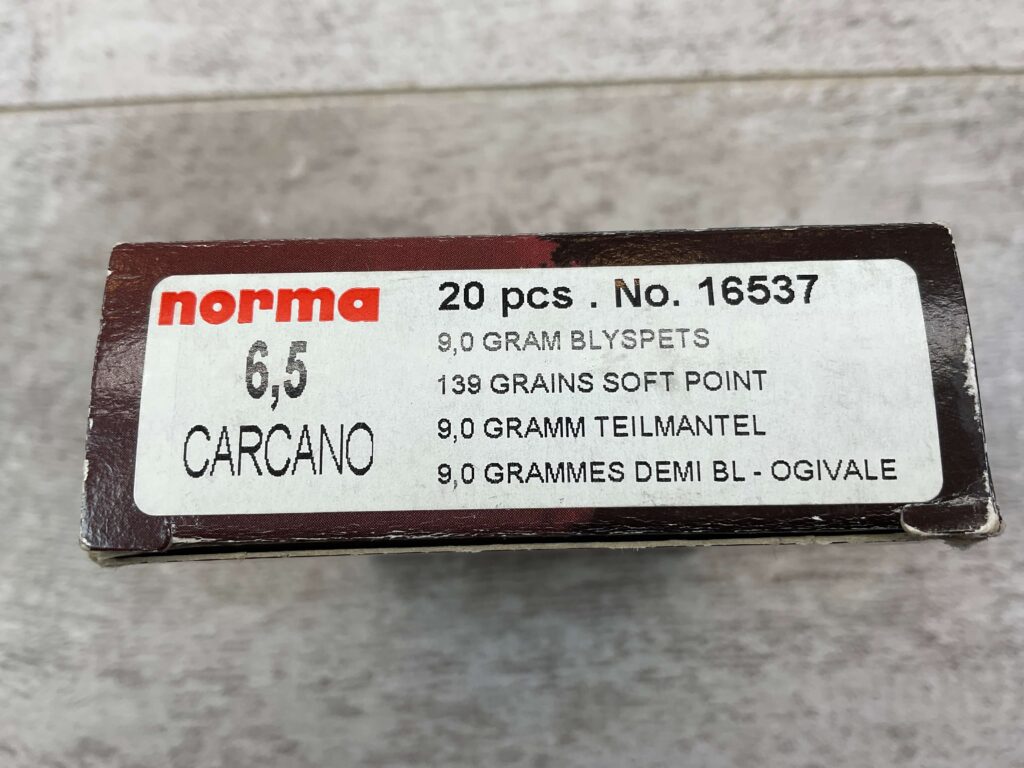 norma
6,5
CARCANO
20 pcs . No. 16537
9,0 GRAM BLYSPETS
139 GRAINS SOFT POINT
9,0 GRAMM TEILMANTEL
9,0 GRAMMES DEMI BL - OGIVALE